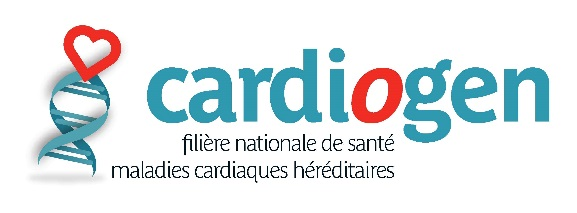 cardiogen
filière nationale de santé
maladies cardiaques héréditaires